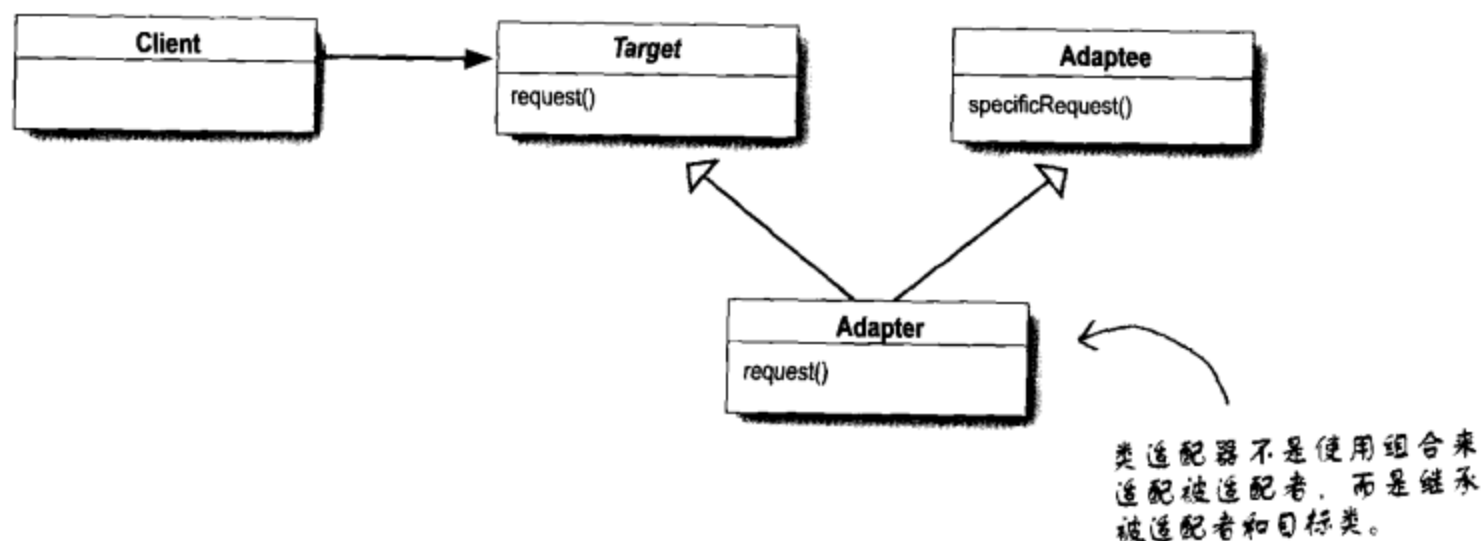 Client
Target
request()
Adaptee
specificRequest()
Adapter
request()
类适配器不是使用组合来
适配被适配者，而是继承
被适配者和目标类。